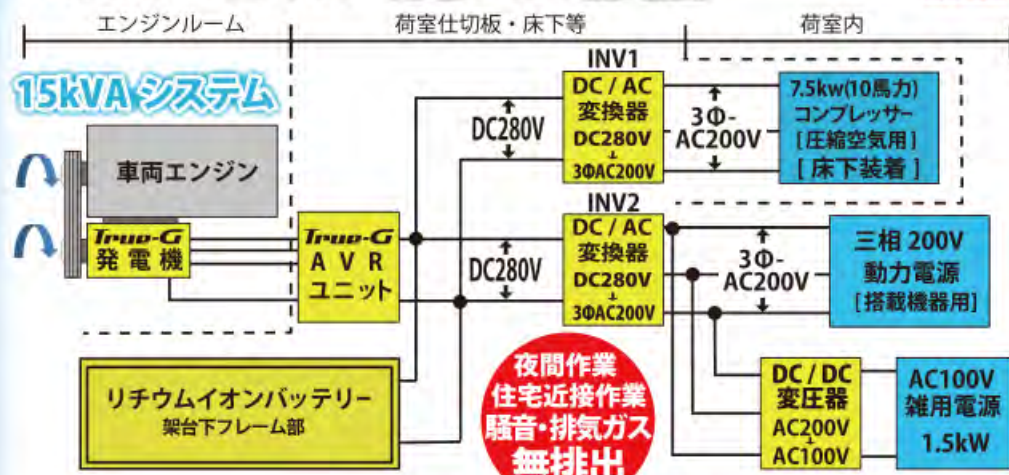 エンジンルーム
荷室仕切板・床下等
荷室内
15kVAシステム
車両エンジン
True-G
発電機
True-G
AVR
ユニット
リチウムイオンバッテリー
架台下フレーム部
DC280V
INV1
DC / AC
変換器
DC280V
↓
3ΦAC200V
3Φ-
AC200V
7.5kw(10馬力)
コンプレッサー
[圧縮空気用]
[床下装着]
DC280V
INV2
DC / AC
変換器
DC280V
↓
3ΦAC200V
3Φ-
AC200V
三相 200V
動力電源
[搭載機器用]
夜間作業
住宅近接作業
騒音・排気ガス
無排出
DC / DC
変圧器
AC200V
↓
AC100V
AC100V
雑用電源
1.5kW